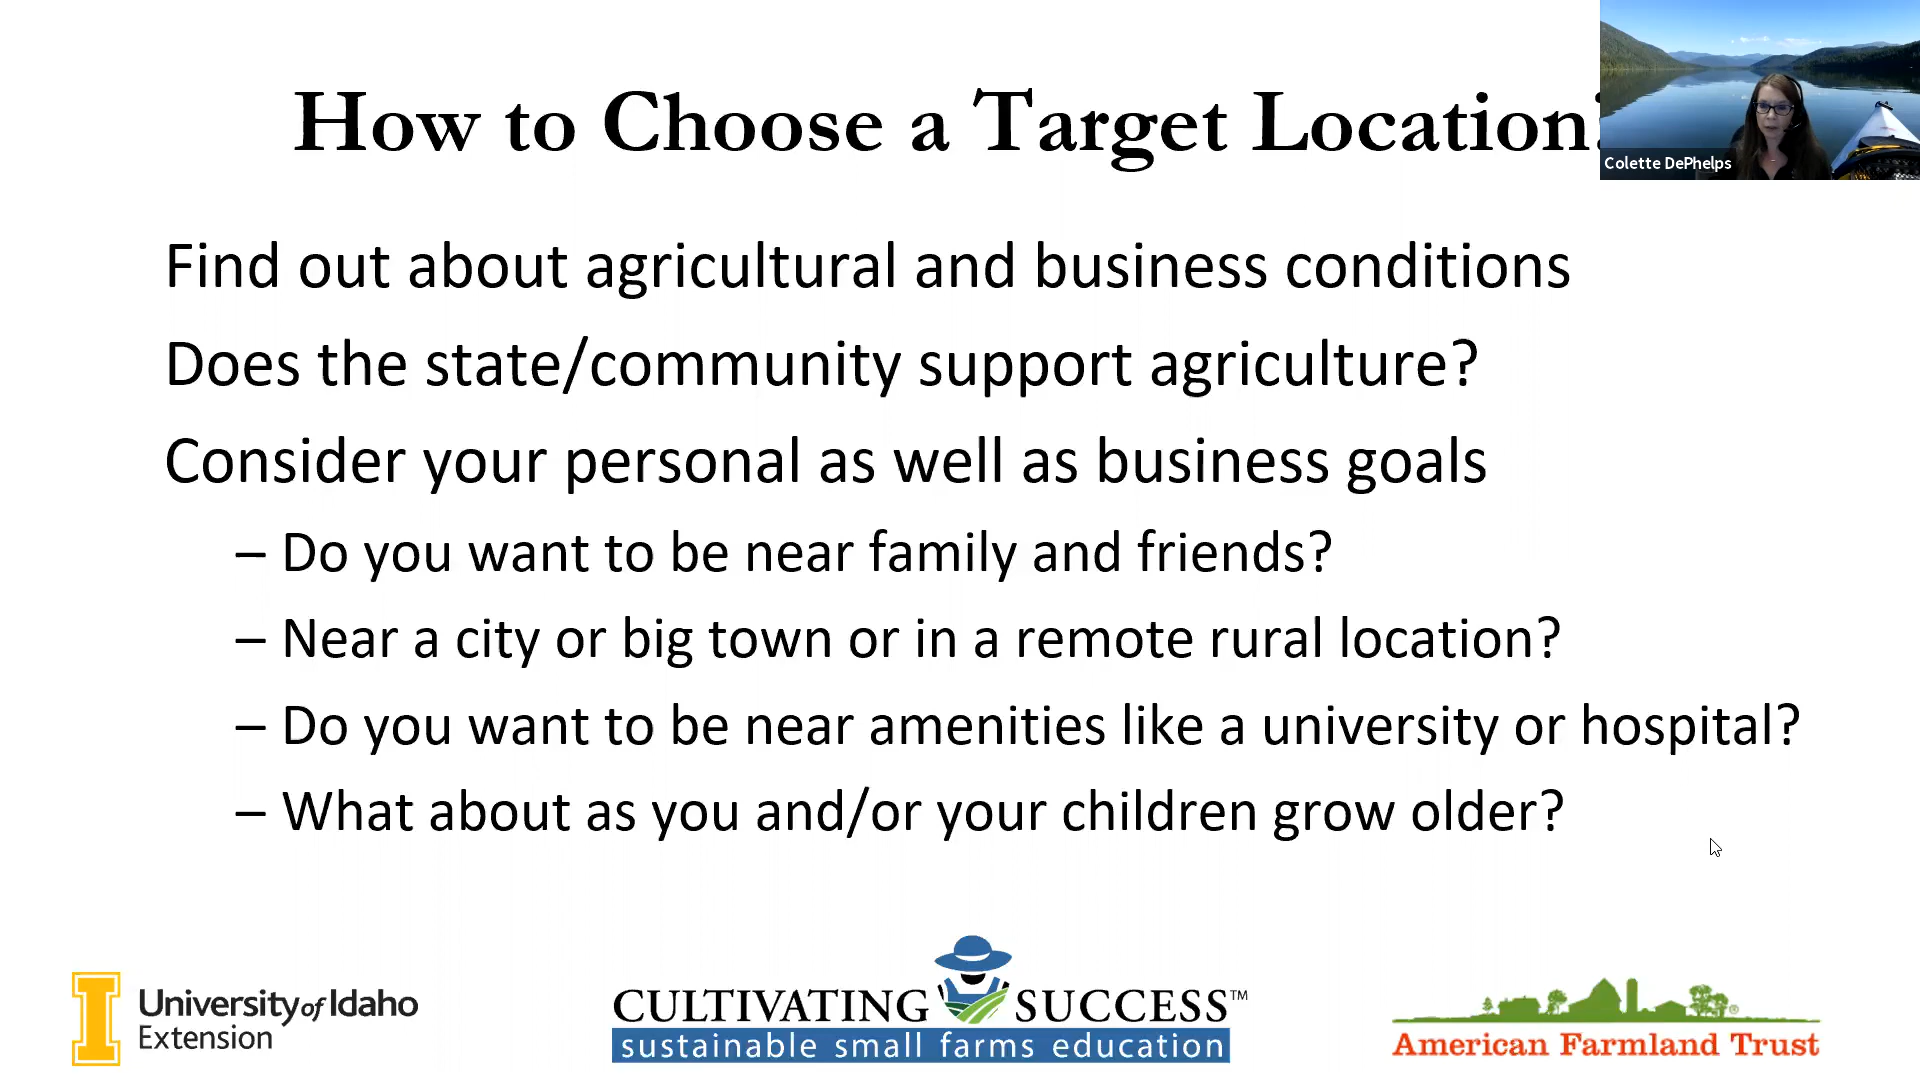 How to Choose a Target Location?
Colette DePhelps
Find out about agricultural and business conditions
Does the state/community support agriculture?
Consider your personal as well as business goals
– Do you want to be near family and friends?
– Near a city or big town or in a remote rural location?
– Do you want to be near amenities like a university or hospital?
– What about as you and/or your children grow older?
I
University of Idaho
Extension
CULTIVATING SUCCESS™
sustainable small farms education
American Farmland Trust®